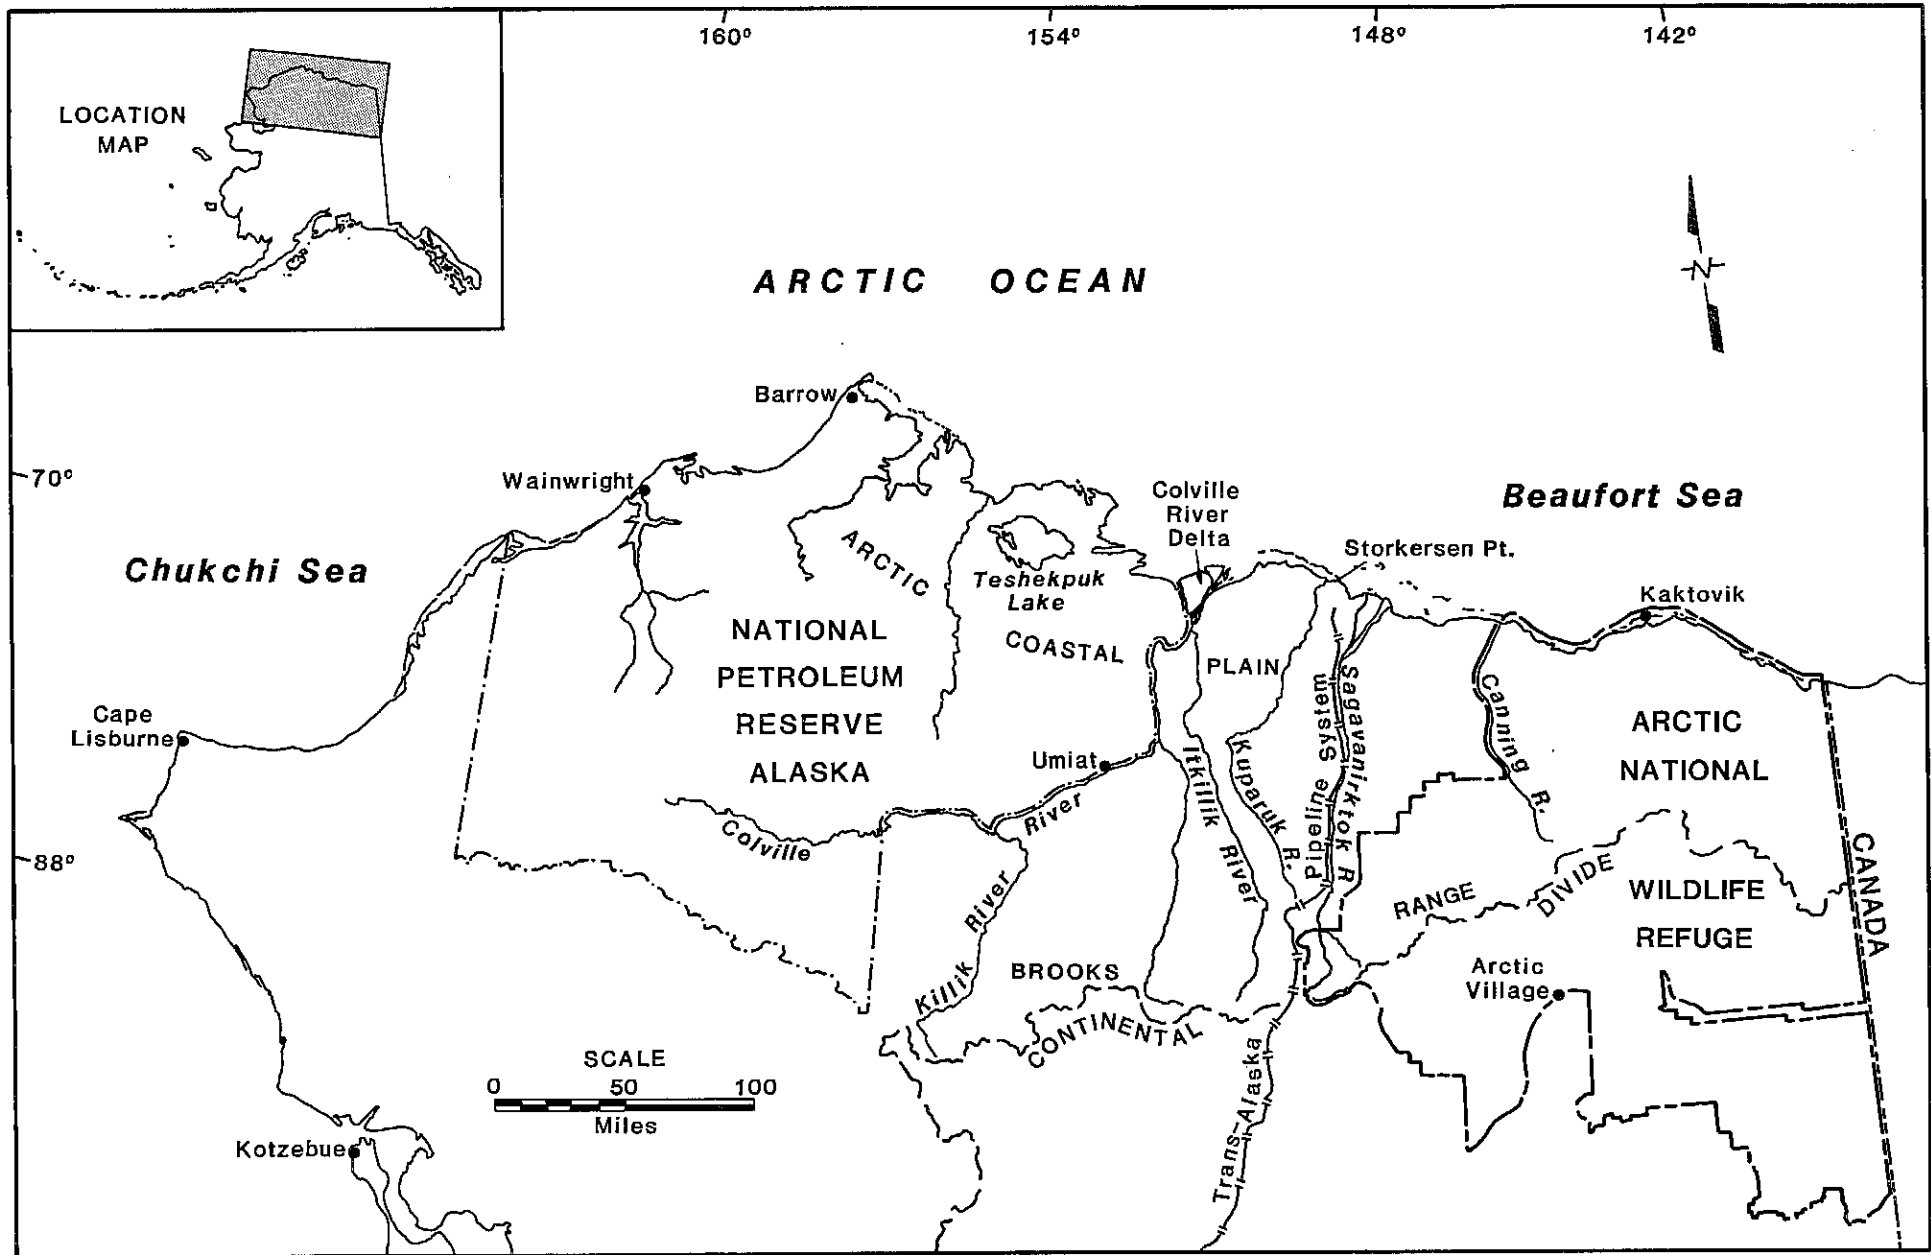 160°
154°
148°
142°
LOCATION
MAP
ARCTIC OCEAN
N
Barrow
70°
Wainwright
Colville
River
Delta
Beaufort Sea
Storkersen Pt.
Chukchi Sea
ARCTIC
Teshekpuk
Lake
Kaktovik
NATIONAL
PETROLEUM
RESERVE
ALASKA
COASTAL
PLAIN
Cape
Lisburne
Umiat
Colville
River
Itkillik
River
Kuparuk
R.
Pipeline System
Sagavanirktok R
Canning R.
ARCTIC
NATIONAL
WILDLIFE
REFUGE
CANADA
88°
Killik
River
RANGE
DIVIDE
BROOKS
CONTINENTAL
Arctic
Village
SCALE
0 50 100
Miles
Trans-Alaska
Kotzebue